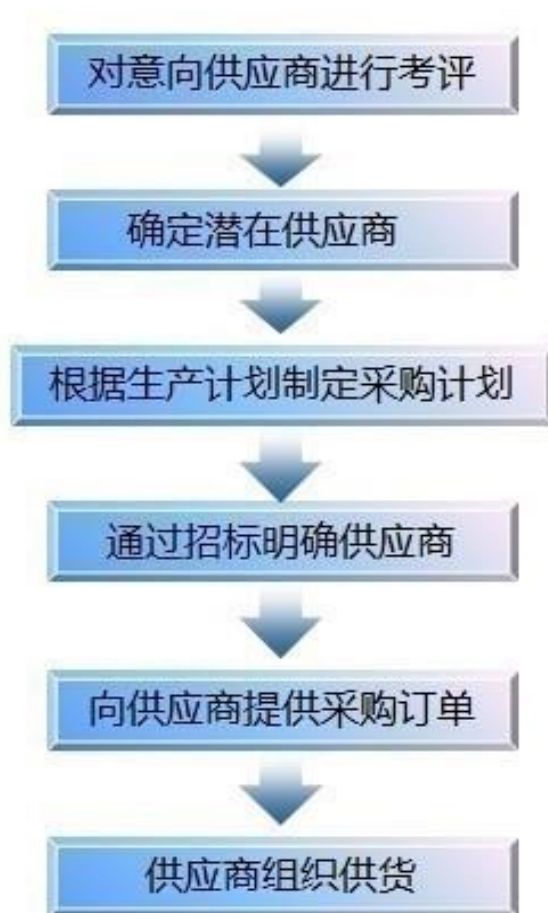 对意向供应商进行考评
确定潜在供应商
根据生产计划制定采购计划
通过招标明确供应商
向供应商提供采购订单
供应商组织供货